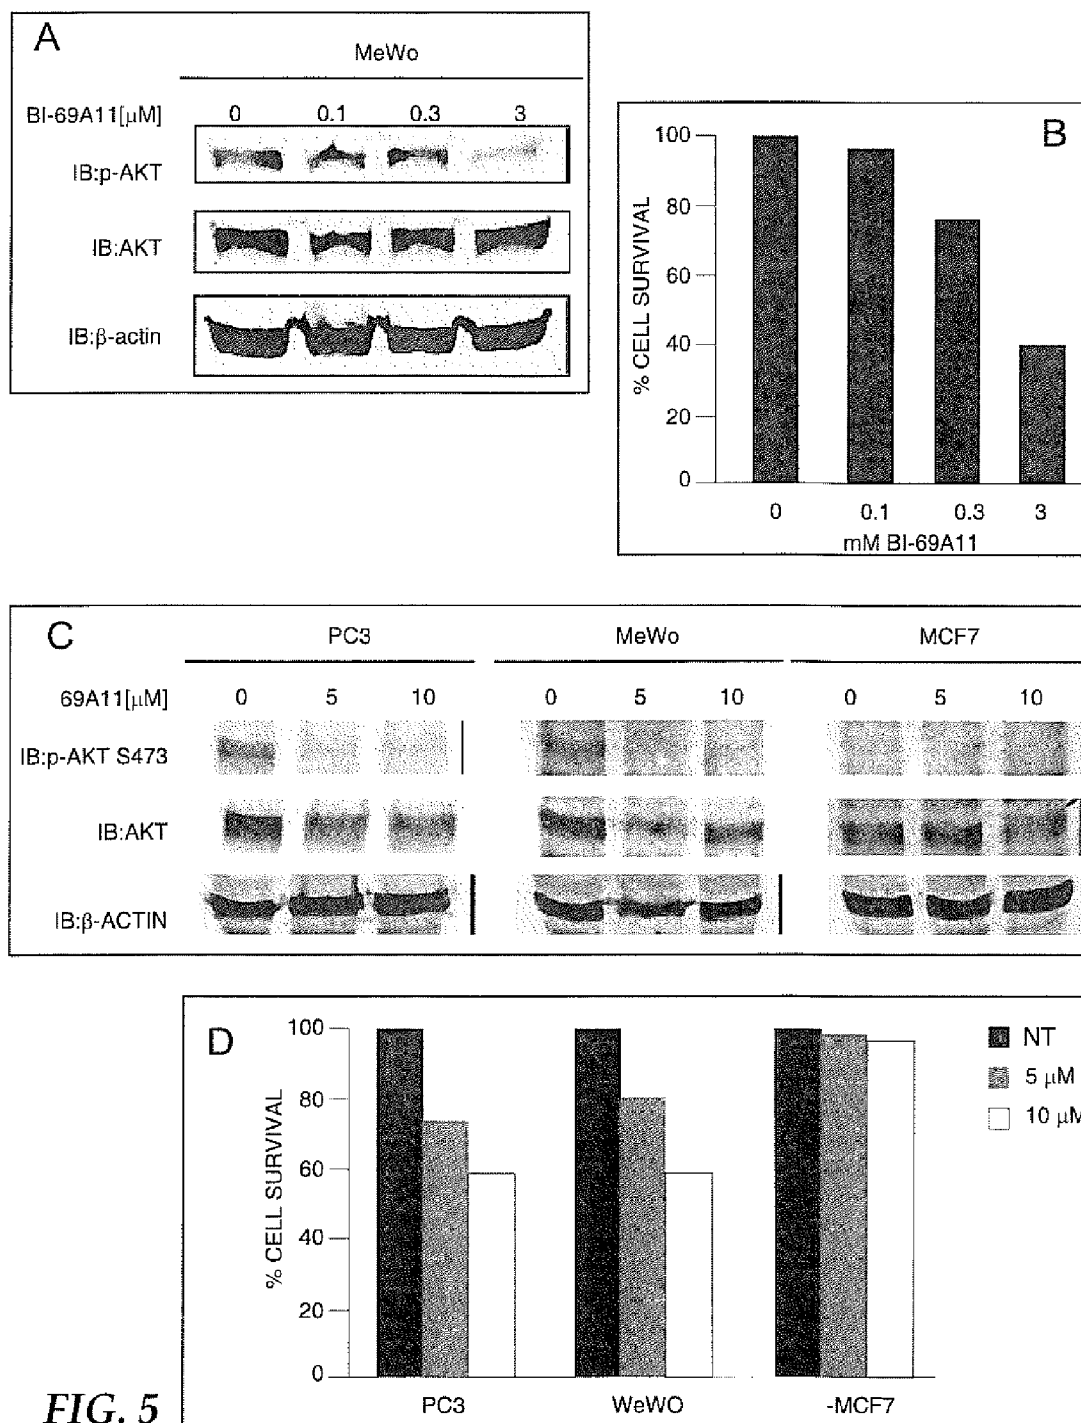 A
MeWo
BI-69A11[µM] 0 0.1 0.3 3
IB:p-AKT
IB:AKT
IB:β-actin
B
100
80
60
40
20
0
% CELL SURVIVAL
0 0.1 0.3 3
mM BI-69A11
C
PC3 MeWo MCF7
69A11[µM] 0 5 10 0 5 10 0 5 10
IB:p-AKT S473
IB:AKT
IB:β-ACTIN
D
100
80
60
40
20
0
% CELL SURVIVAL
NT
5 µM
10 µM
PC3 WeWO -MCF7
FIG. 5